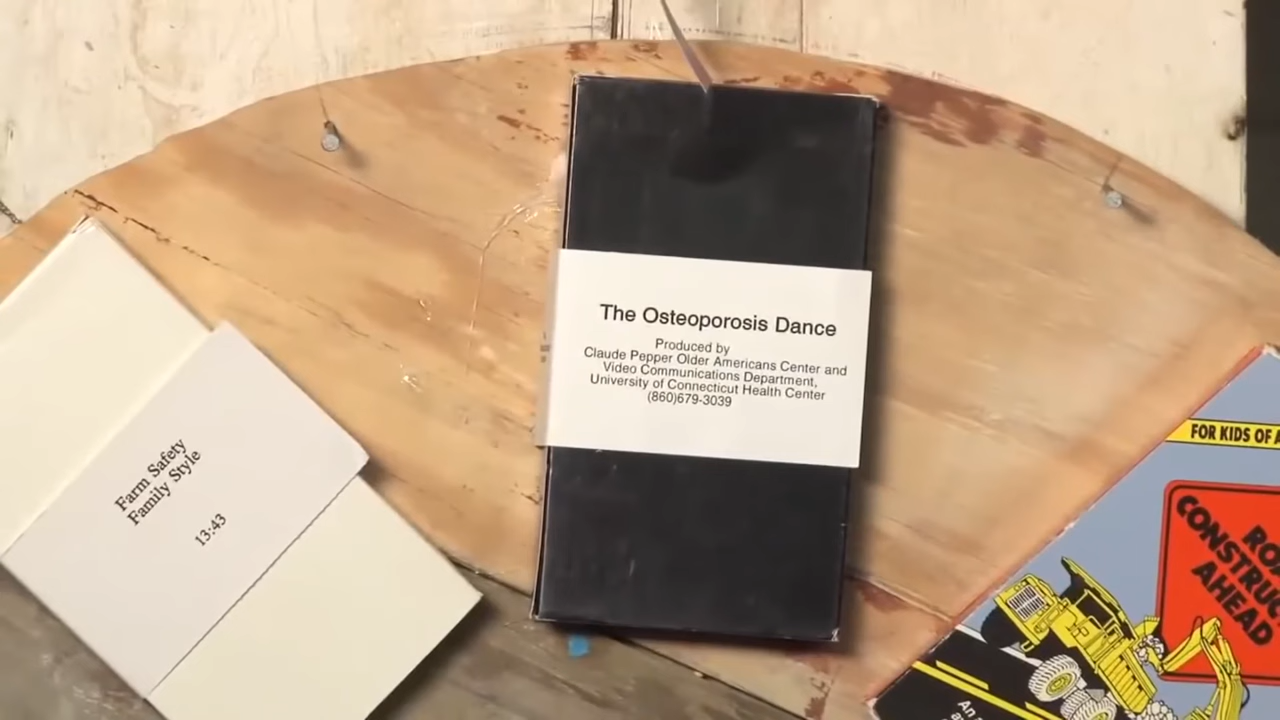 The Osteoporosis Dance
Produced by
Claude Pepper Older Americans Center and
Video Communications Department,
University of Connecticut Health Center
(860)679-3039
Farm Safety
Family Style
13:43
FOR KIDS OF A
ROA
CONSTRUC
AHEAD
An